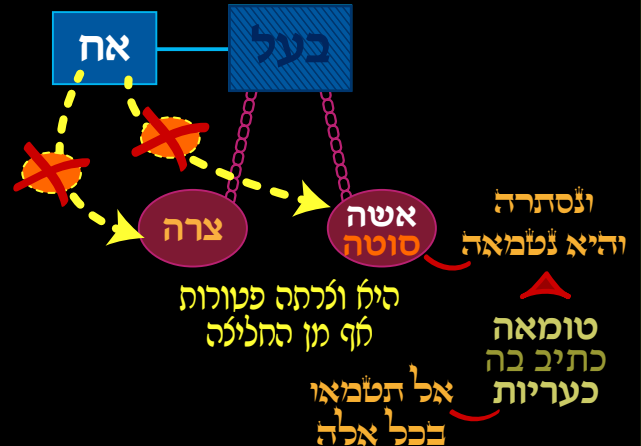 אח
בעל
צרה
אשה
סוטה
ונסתרה
והיא נטמאה
היא וצרתה פטורות
אף מן החליצה
טומאה
כתיב בה
כעריות
אל תטמאו
בכל אלה